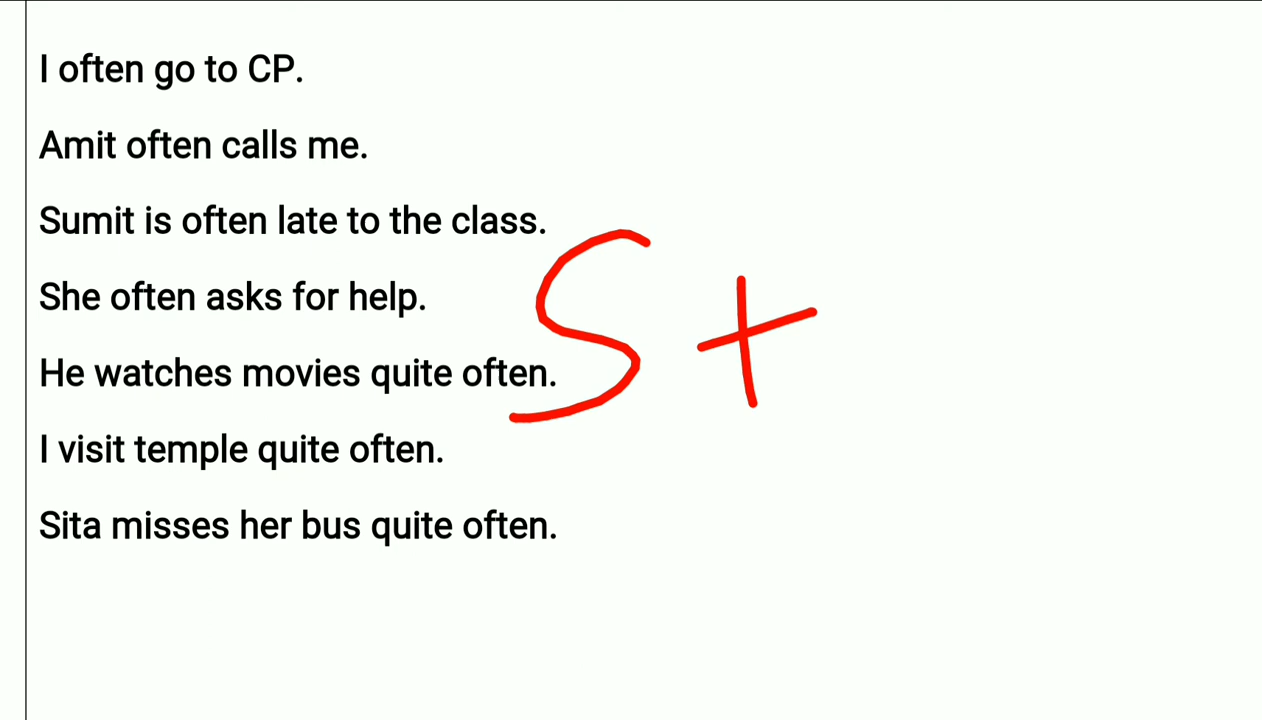 I often go to CP.
Amit often calls me.
Sumit is often late to the class.
She often asks for help.
He watches movies quite often.
I visit temple quite often.
Sita misses her bus quite often.
S +